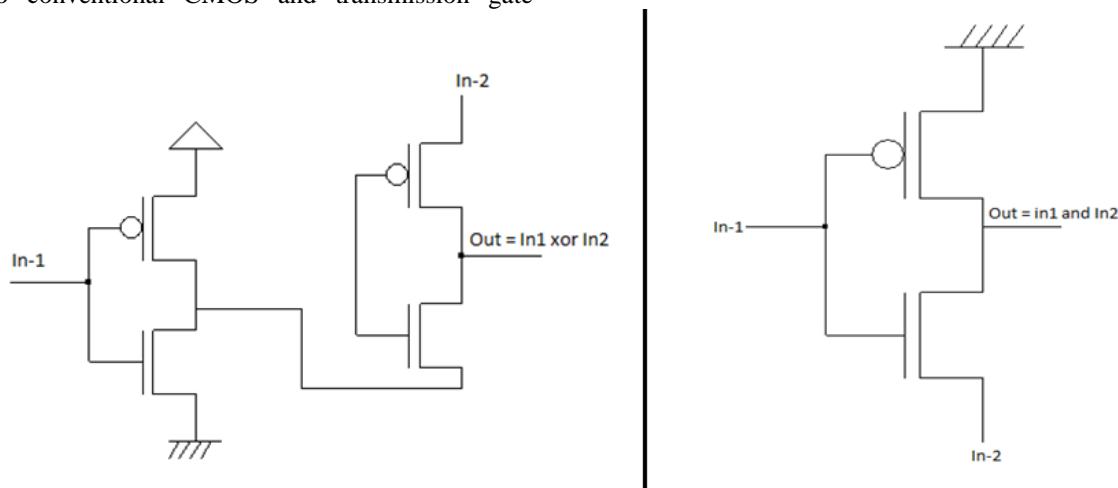 conventional CMOS and transmission gate
In-2
In-1
Out = In1 xor In2
In-1
Out = in1 and In2
In-2